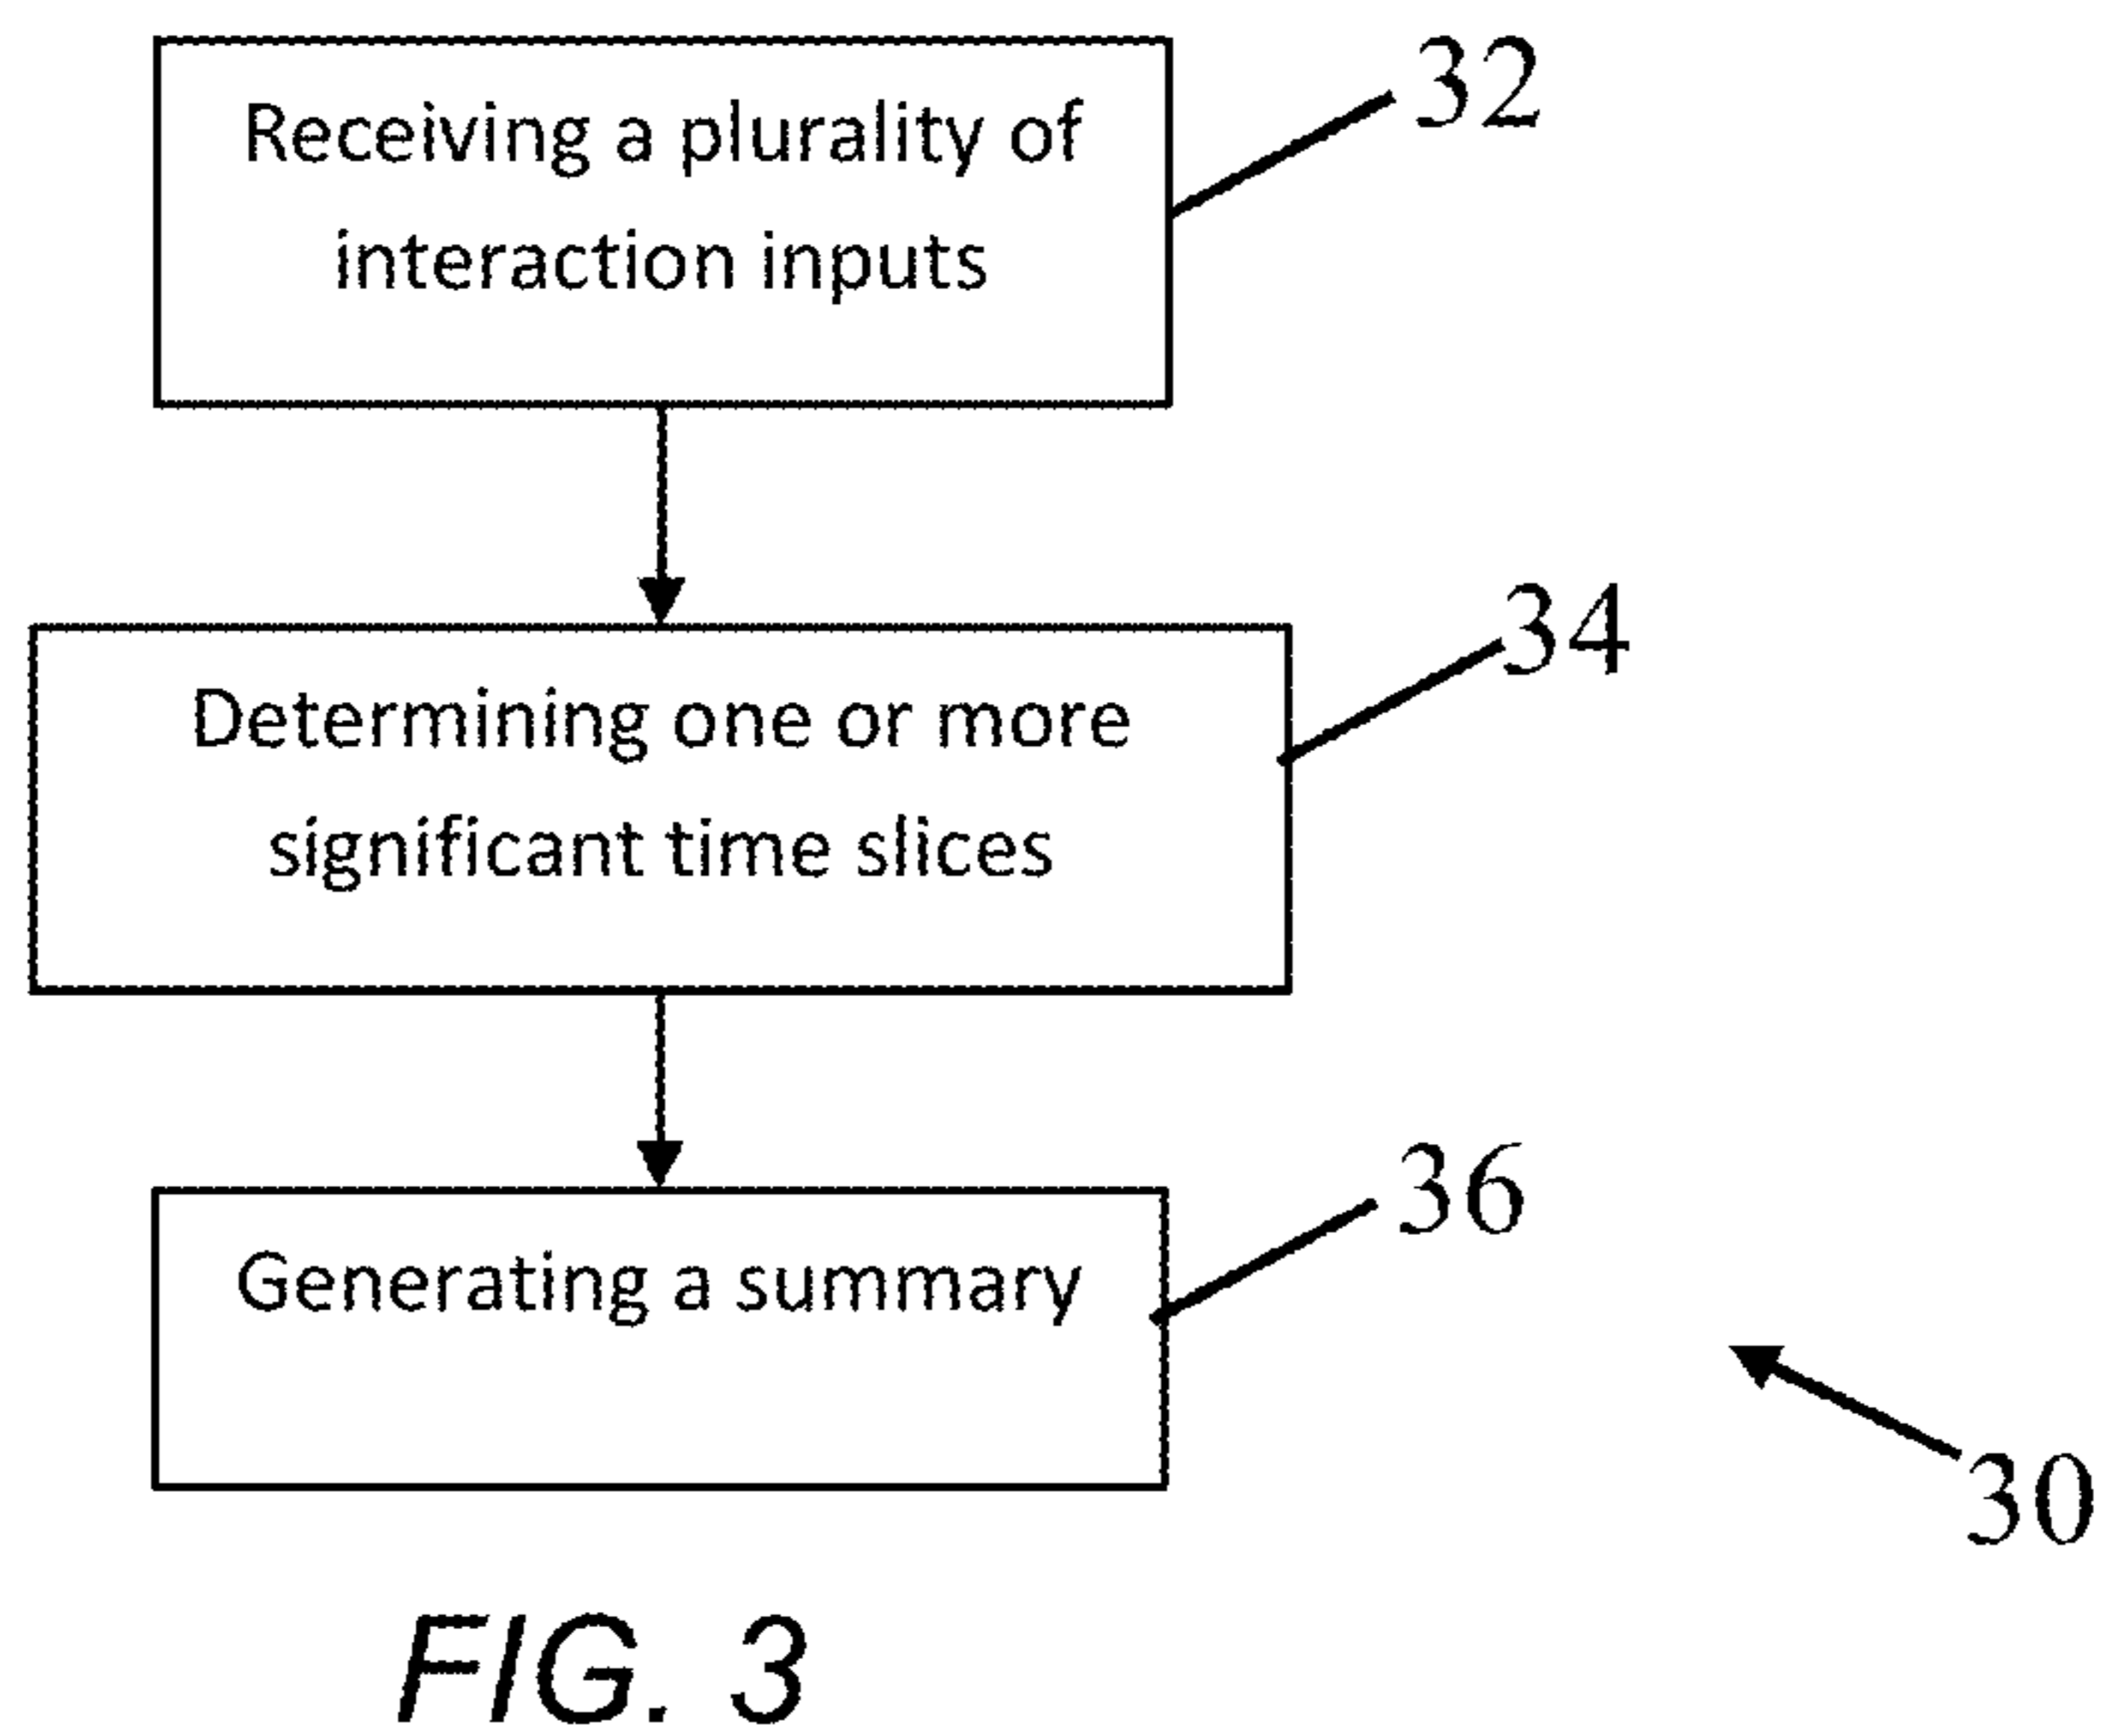 Receiving a plurality of
interaction inputs
32
Determining one or more
significant time slices
34
Generating a summary
36
30
FIG. 3